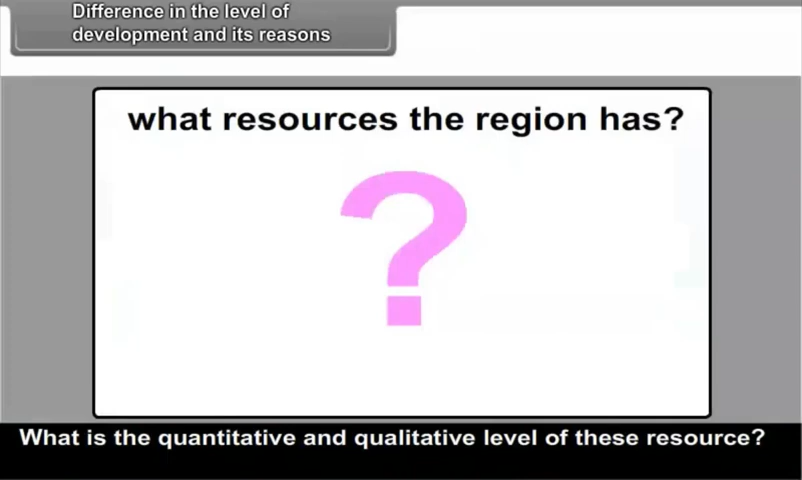 Difference in the level of
development and its reasons
what resources the region has?
?
What is the quantitative and qualitative level of these resource?